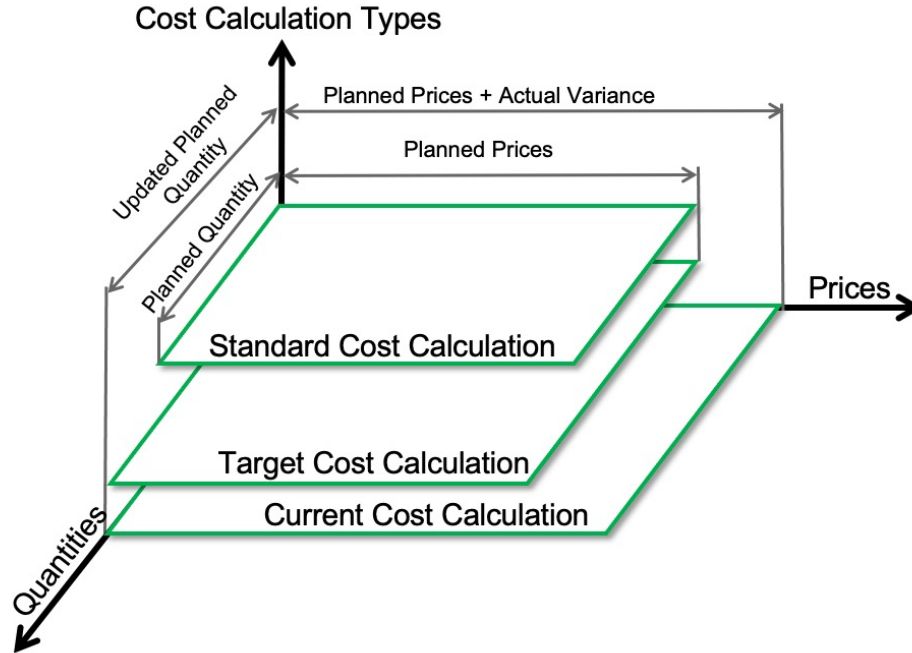 Cost Calculation Types
Planned Prices + Actual Variance
Updated Planned
Quantity
Planned Prices
Planned Quantity
Prices
Standard Cost Calculation
Target Cost Calculation
Current Cost Calculation
Quantities